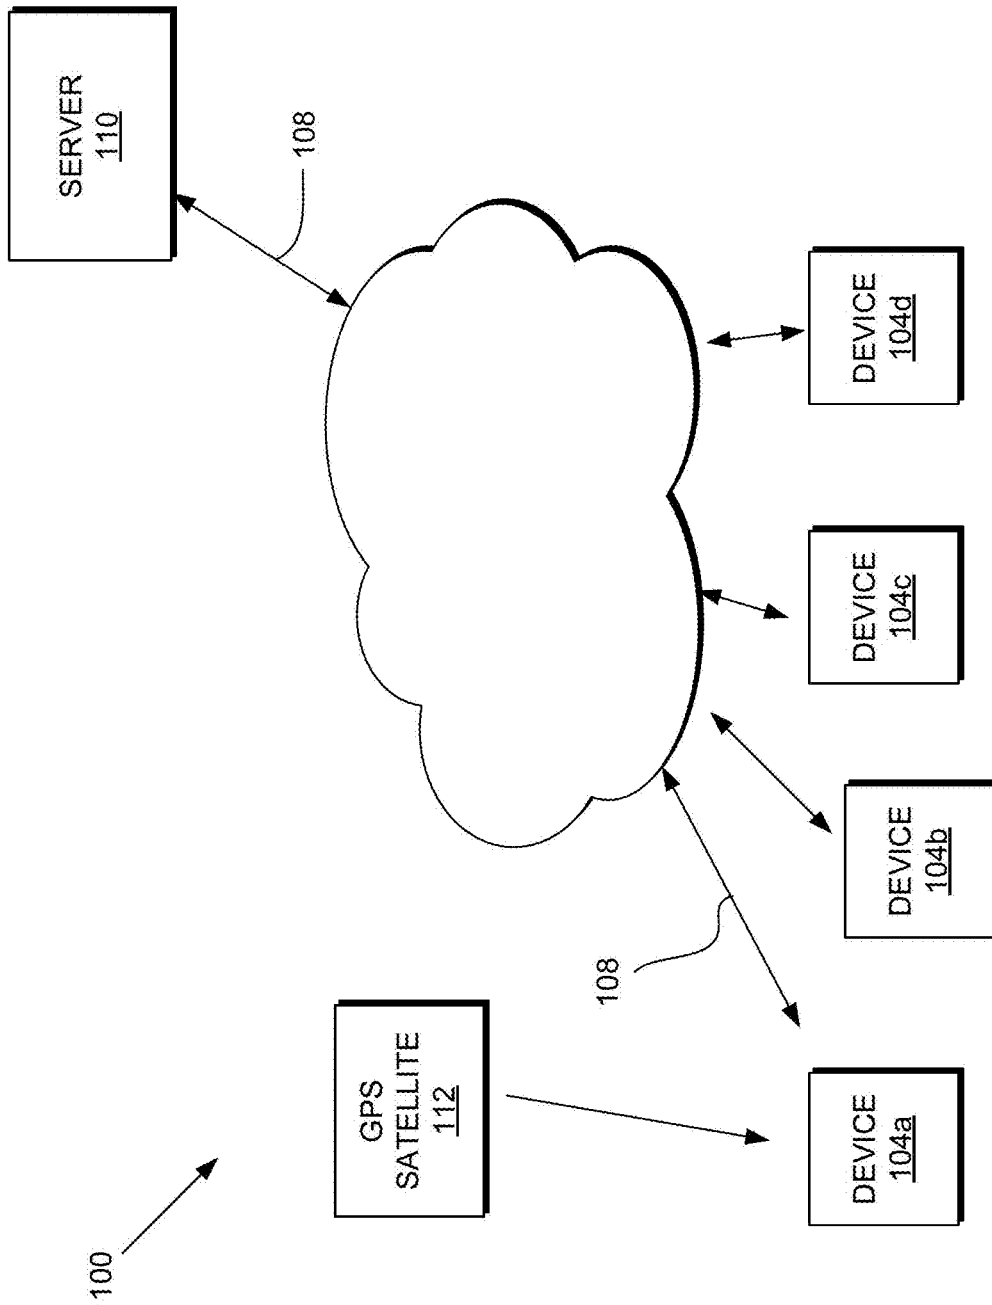 100
GPS
SATELLITE
112
SERVER
110
108
108
DEVICE
104a
DEVICE
104b
DEVICE
104c
DEVICE
104d